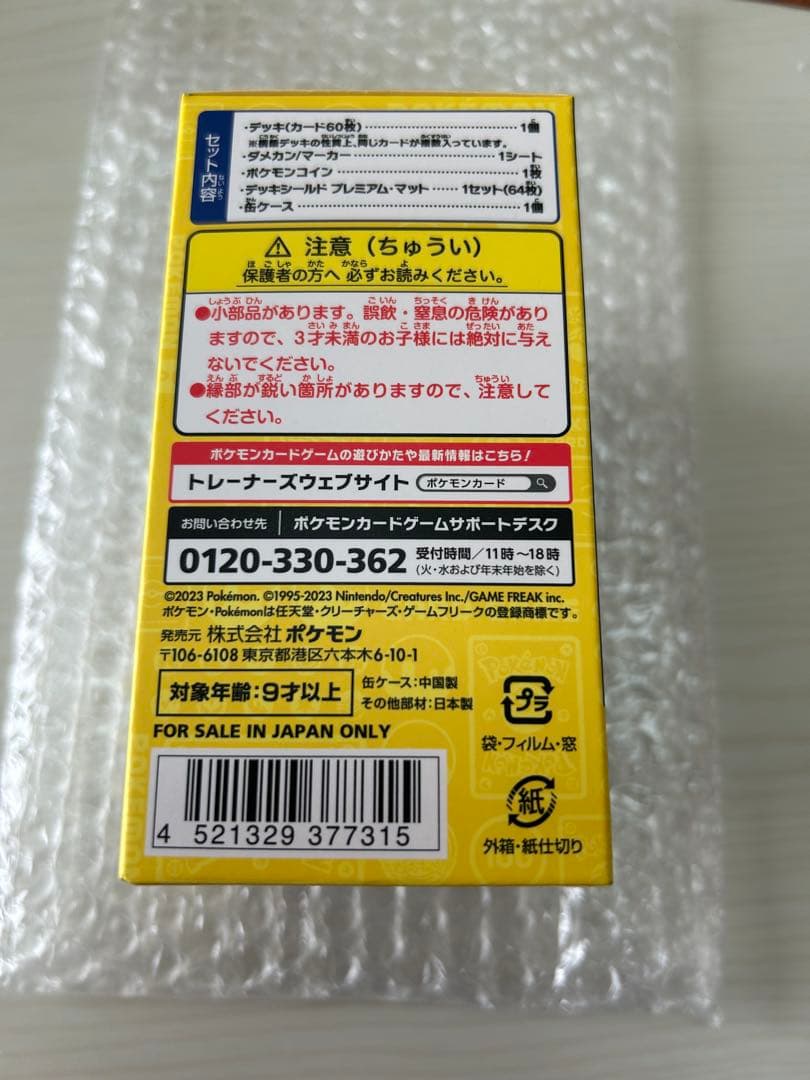 セット内容
・デッキ(カード60枚)…………………………1個
※構築デッキの性質上、同じカードが複数入っています。
・ダメカン/マーカー…………………………1シート
・ポケモンコイン…………………………1枚
・デッキシールド プレミアム・マット……1セット(64枚)
・缶ケース…………………………1個
⚠ 注意(ちゅうい)
保護者の方へ 必ずお読みください。
●小部品があります。誤飲・窒息の危険があり
ますので、3才未満のお子様には絶対に与え
ないでください。
●縁部が鋭い箇所がありますので、注意して
ください。
ポケモンカードゲームの遊びかたや最新情報はこちら!
トレーナーズウェブサイト ポケモンカード
お問い合わせ先 ポケモンカードゲームサポートデスク
0120-330-362 受付時間/11時~18時
(火・水および年末年始を除く)
©2023 Pokémon. ©1995-2023 Nintendo/Creatures Inc./GAME FREAK inc.
ポケモン・Pokémonは任天堂・クリーチャーズ・ゲームフリークの登録商標です。
発売元 株式会社ポケモン
〒106-6108 東京都港区六本木6-10-1
対象年齢:9才以上
缶ケース:中国製
その他部材:日本製
FOR SALE IN JAPAN ONLY
プラ
袋・フィルム・窓
紙
外箱・紙仕切り
4 521329 377315